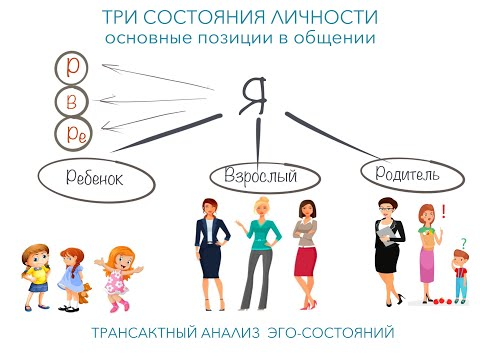 ТРИ СОСТОЯНИЯ ЛИЧНОСТИ
основные позиции в общении
Р
В
Ре
Я
Ребенок
Взрослый
Родитель
!
?
ТРАНСАКТНЫЙ АНАЛИЗ ЭГО-СОСТОЯНИЙ